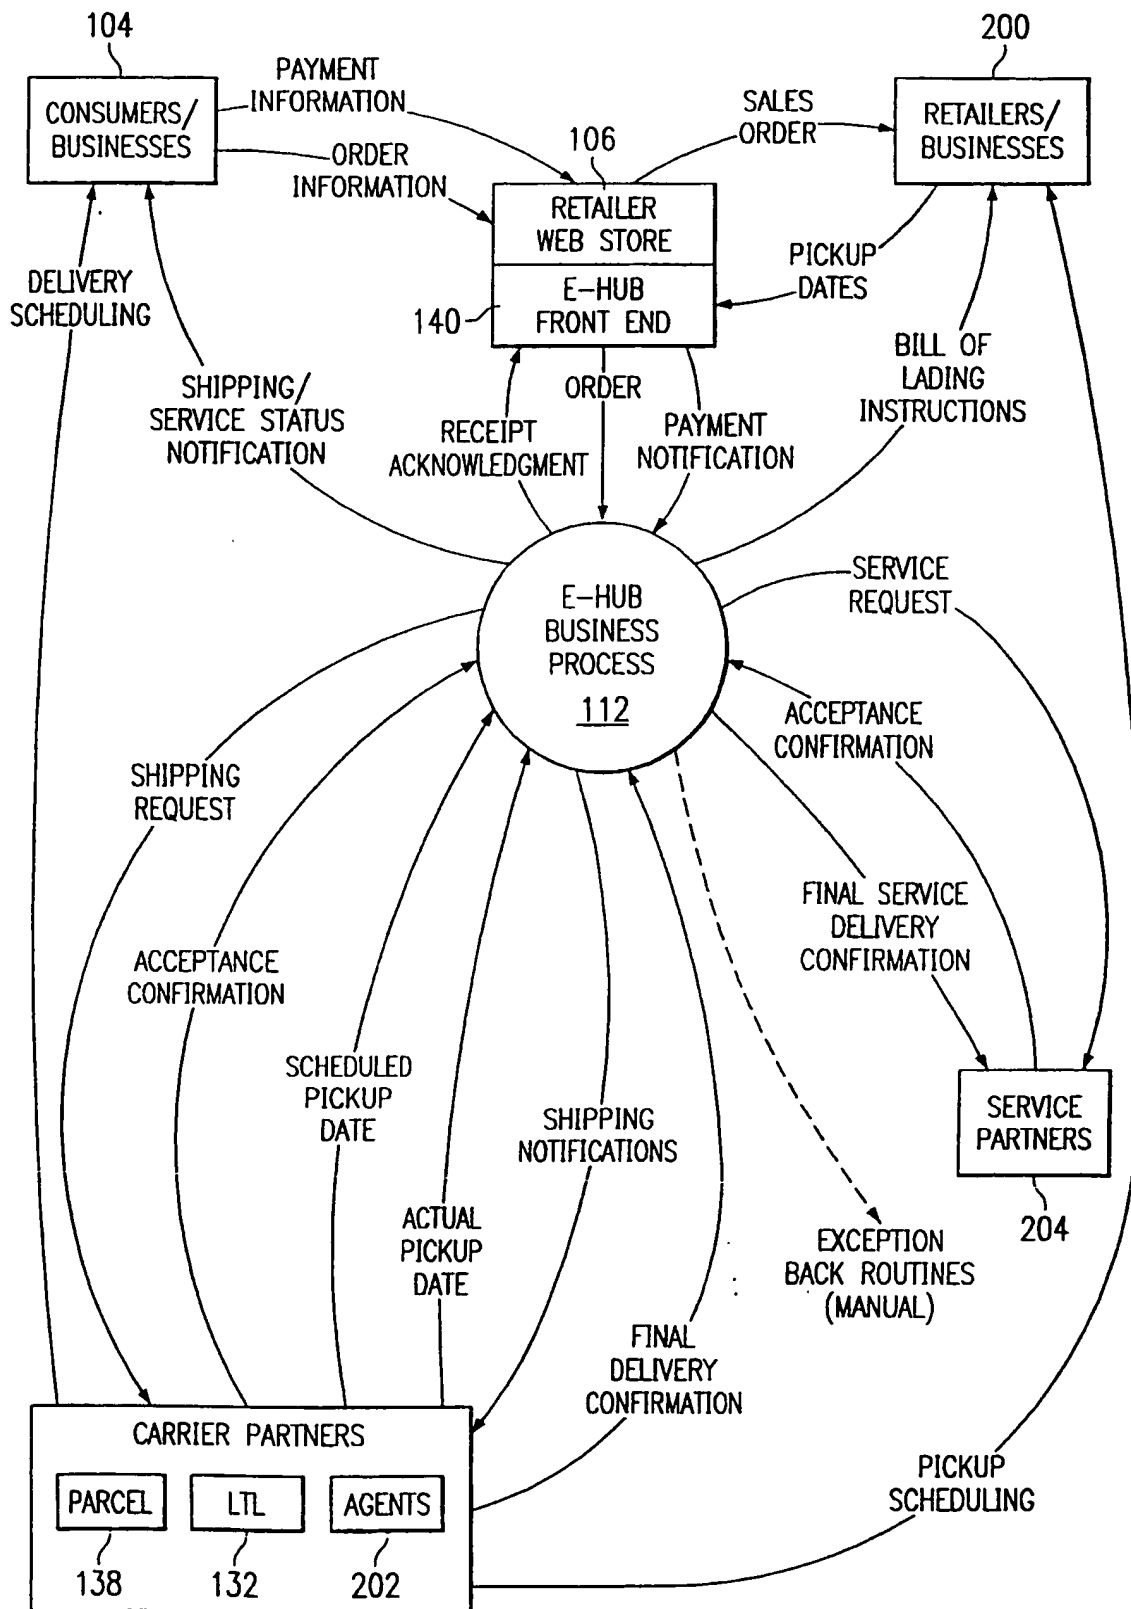 104
200
CONSUMERS/
BUSINESSES
PAYMENT
INFORMATION
ORDER
INFORMATION
106
SALES
ORDER
RETAILERS/
BUSINESSES
RETAILER
WEB STORE
E-HUB
FRONT END
140
PICKUP
DATES
DELIVERY
SCHEDULING
SHIPPING/
SERVICE STATUS
NOTIFICATION
RECEIPT
ACKNOWLEDGMENT
ORDER
PAYMENT
NOTIFICATION
BILL OF
LADING
INSTRUCTIONS
E-HUB
BUSINESS
PROCESS
112
SERVICE
REQUEST
ACCEPTANCE
CONFIRMATION
SHIPPING
REQUEST
FINAL SERVICE
DELIVERY
CONFIRMATION
ACCEPTANCE
CONFIRMATION
SCHEDULED
PICKUP
DATE
SHIPPING
NOTIFICATIONS
SERVICE
PARTNERS
204
ACTUAL
PICKUP
DATE
EXCEPTION
BACK ROUTINES
(MANUAL)
FINAL
DELIVERY
CONFIRMATION
CARRIER PARTNERS
PARCEL
LTL
AGENTS
138
132
202
PICKUP
SCHEDULING